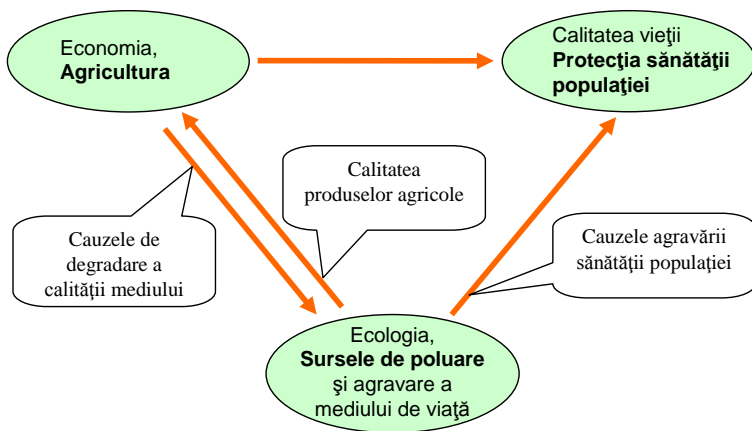 Economia,
Agricultura
Calitatea vieţii
Protecţia sănătăţii
populaţiei
Calitatea
produselor agricole
Cauzele de
degradare a
calităţii mediului
Cauzele agravării
sănătăţii populaţiei
Ecologia,
Sursele de poluare
şi agravare a
mediului de viaţă